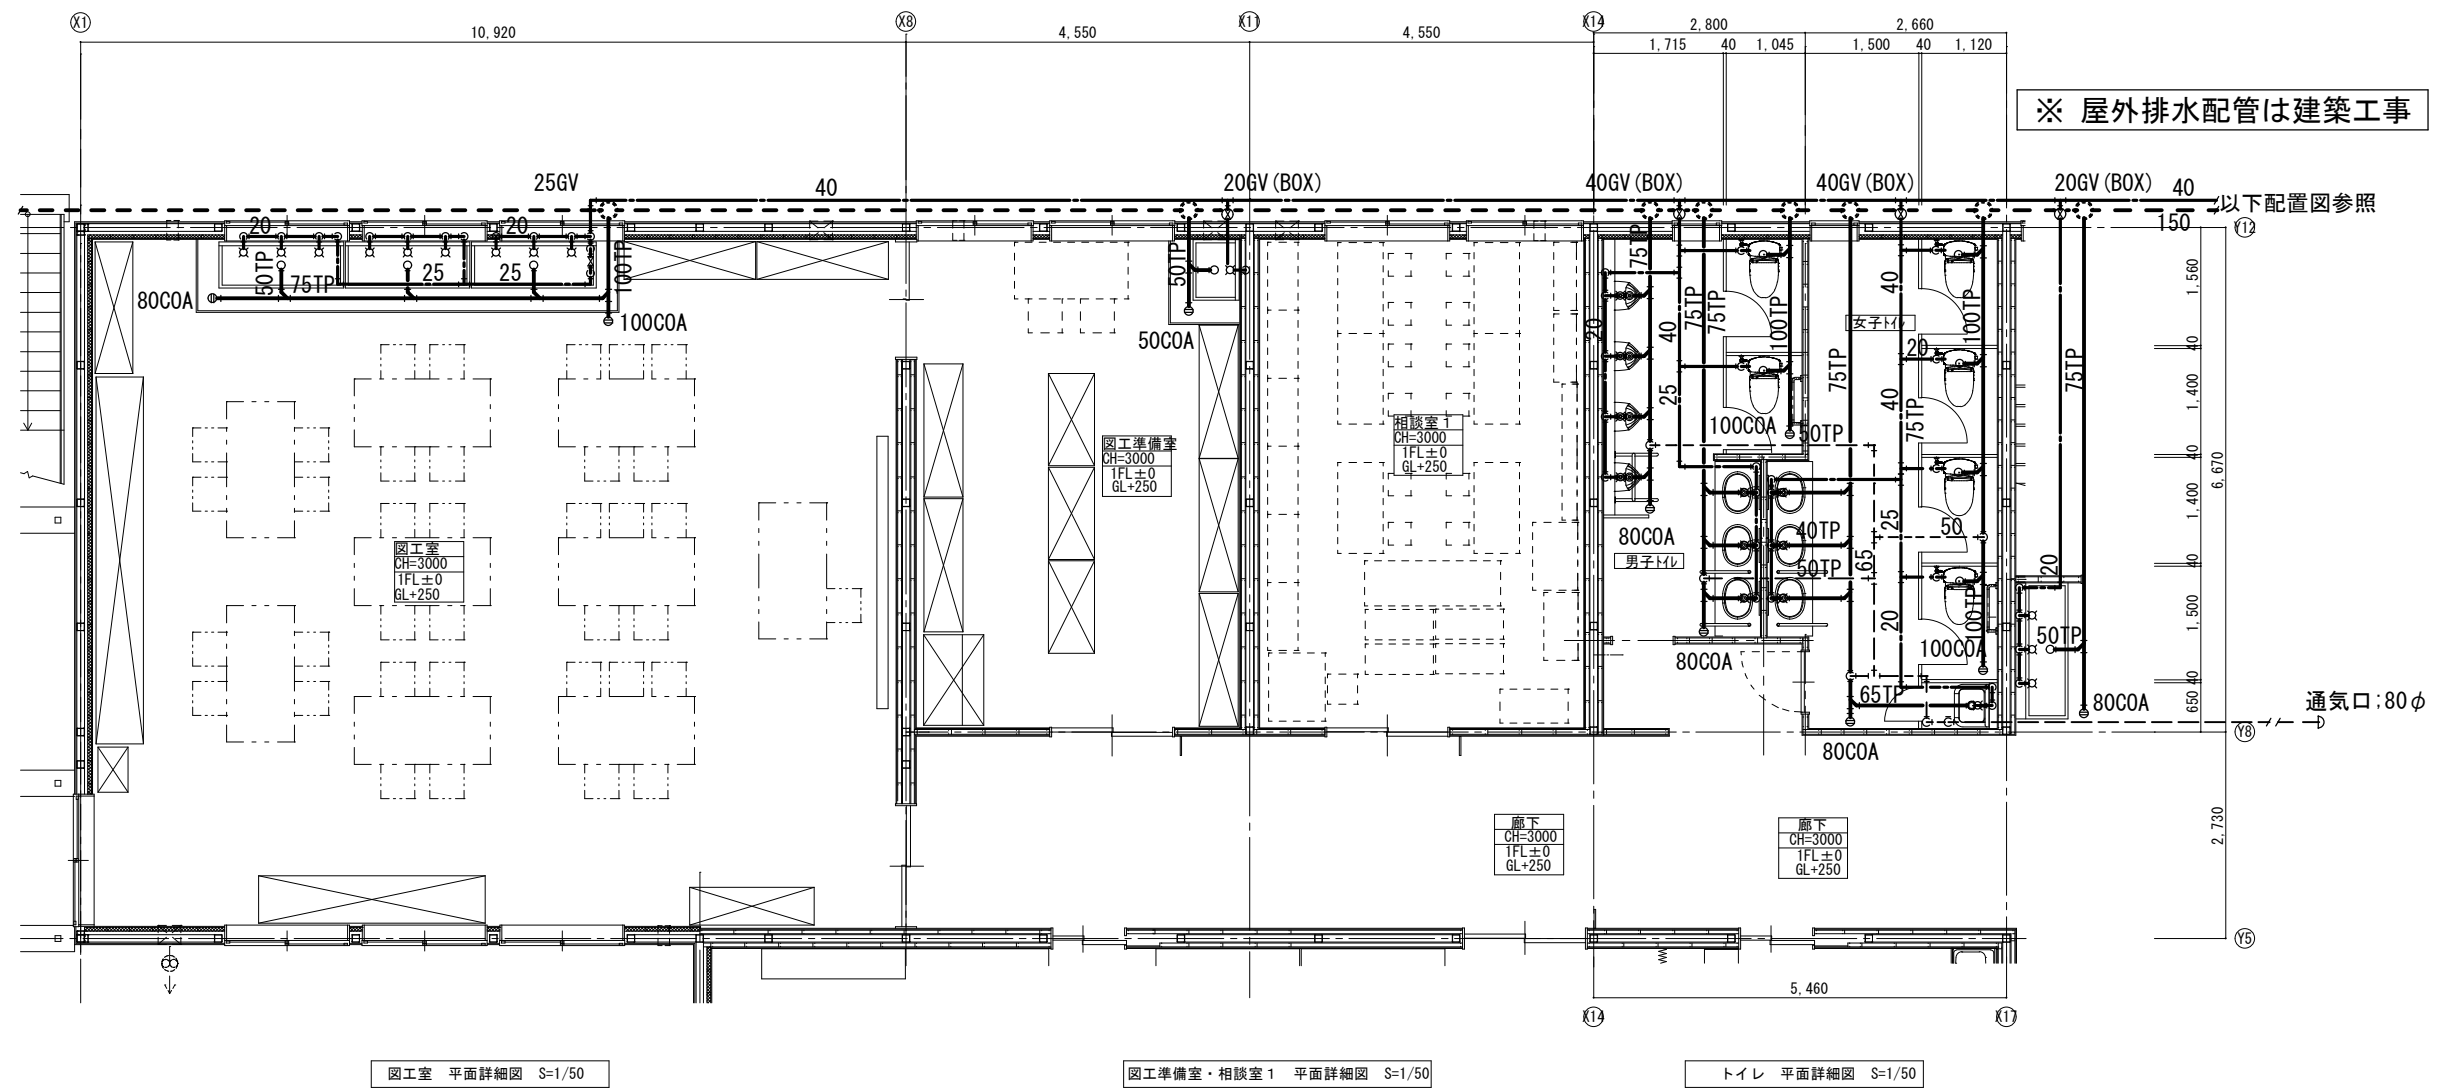 X1
X8
X11
X14
10,920
4,550
4,550
2,800
2,660
1,715
40
1,045
1,500
40
1,120
※ 屋外排水配管は建築工事
25GV
40
20GV(BOX)
40GV(BOX)
40GV(BOX)
20GV(BOX)
40
以下配置図参照
150
Y12
20
20
50TP
75TP
25
25
100TP
80COA
100COA
50TP
50COA
75TP
20
40
75TP
75TP
100TP
25
100COA
50TP
80COA
男子トイレ
80COA
40
女子トイレ
100TP
20
75TP
40
75TP
25
50
40TP
65
50TP
20
100TP
100COA
65TP
80COA
75TP
20
50TP
80COA
通気口;80φ
1,560
40
1,400
40
1,400
40
1,500
40
650
6,670
2,730
Y8
Y5
図工室
CH=3000
1FL±0
GL+250
図工準備室
CH=3000
1FL±0
GL+250
相談室1
CH=3000
1FL±0
GL+250
廊下
CH=3000
1FL±0
GL+250
廊下
CH=3000
1FL±0
GL+250
5,460
X14
X17
図工室 平面詳細図 S=1/50
図工準備室・相談室1 平面詳細図 S=1/50
トイレ 平面詳細図 S=1/50